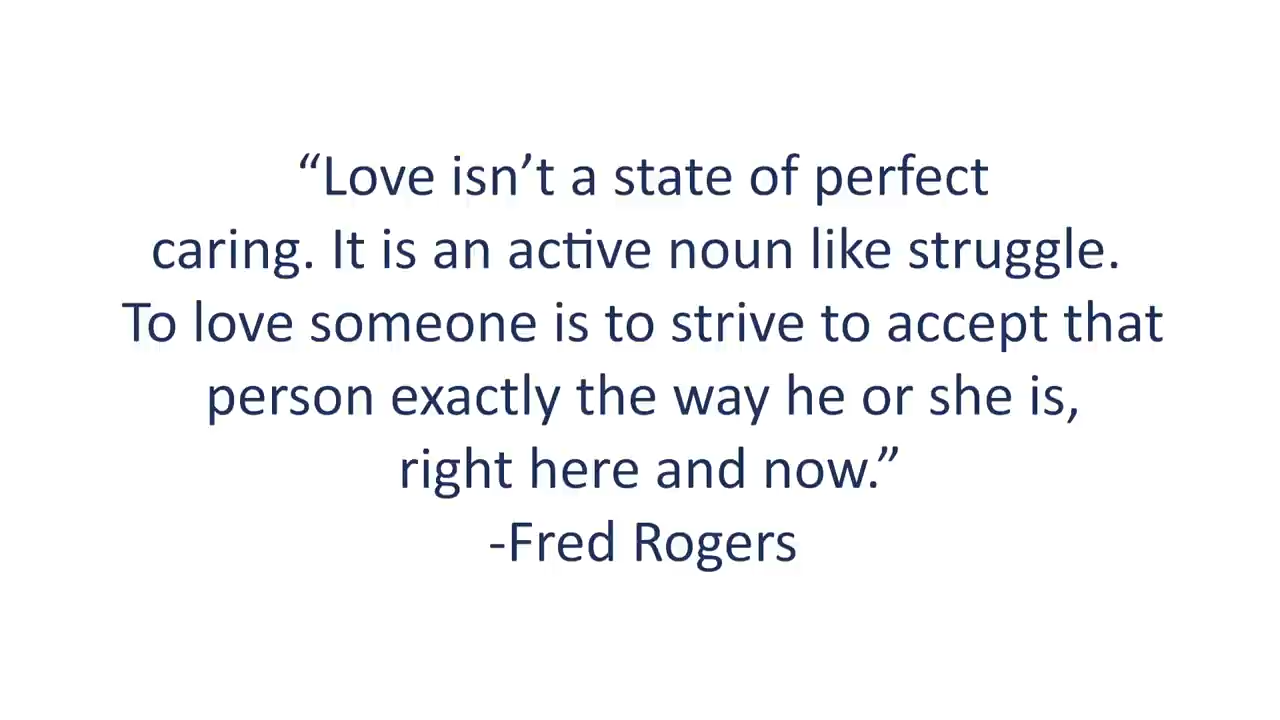 “Love isn’t a state of perfect
caring. It is an active noun like struggle.
To love someone is to strive to accept that
person exactly the way he or she is,
right here and now.”
-Fred Rogers